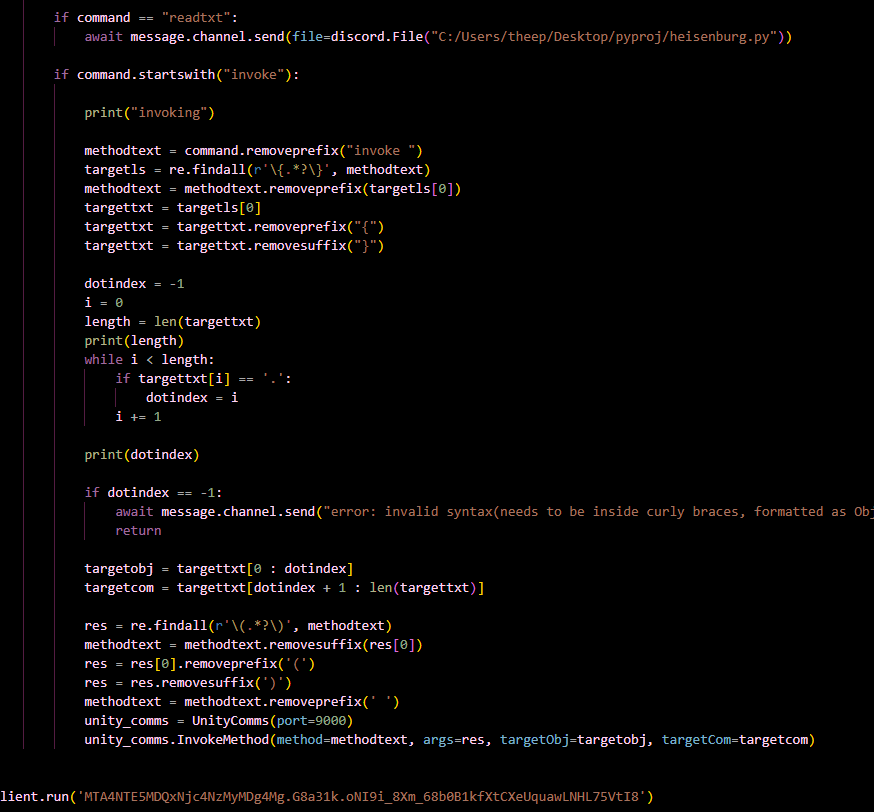 if command == "readtxt":
await message.channel.send(file=discord.File("C:/Users/theep/Desktop/pyproj/heisenburg.py"))
if command.startswith("invoke"):
print("invoking")
methodtext = command.removeprefix("invoke ")
targetls = re.findall(r'\{.*?\}', methodtext)
methodtext = methodtext.removeprefix(targetls[0])
targettxt = targetls[0]
targettxt = targettxt.removeprefix("{")
targettxt = targettxt.removesuffix("}")
dotindex = -1
i = 0
length = len(targettxt)
print(length)
while i < length:
if targettxt[i] == '.':
dotindex = i
i += 1
print(dotindex)
if dotindex == -1:
await message.channel.send("error: invalid syntax(needs to be inside curly braces, formatted as Obj
return
targetobj = targettxt[0 : dotindex]
targetcom = targettxt[dotindex + 1 : len(targettxt)]
res = re.findall(r'\(.*?\)', methodtext)
methodtext = methodtext.removesuffix(res[0])
res = res[0].removeprefix('(')
res = res.removesuffix(')')
methodtext = methodtext.removeprefix(' ')
unity_comms = UnityComms(port=9000)
unity_comms.InvokeMethod(method=methodtext, args=res, targetObj=targetobj, targetCom=targetcom)
lient.run('MTA4NTE5MDQxNjc4NzMyMDg4Mg.G8a31k.oNI9i_8Xm_68b0B1kfXtCXeUquawLNHL75VtI8')